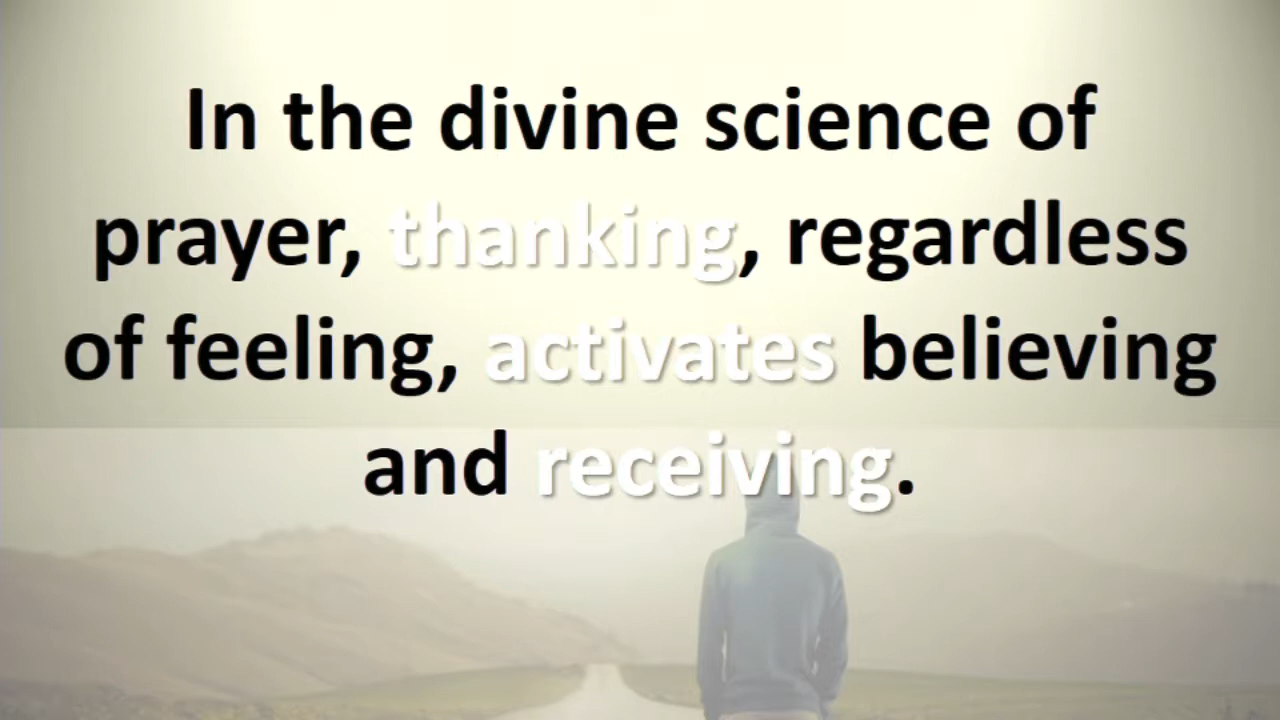 In the divine science of
prayer, thanking, regardless
of feeling, activates believing
and receiving.